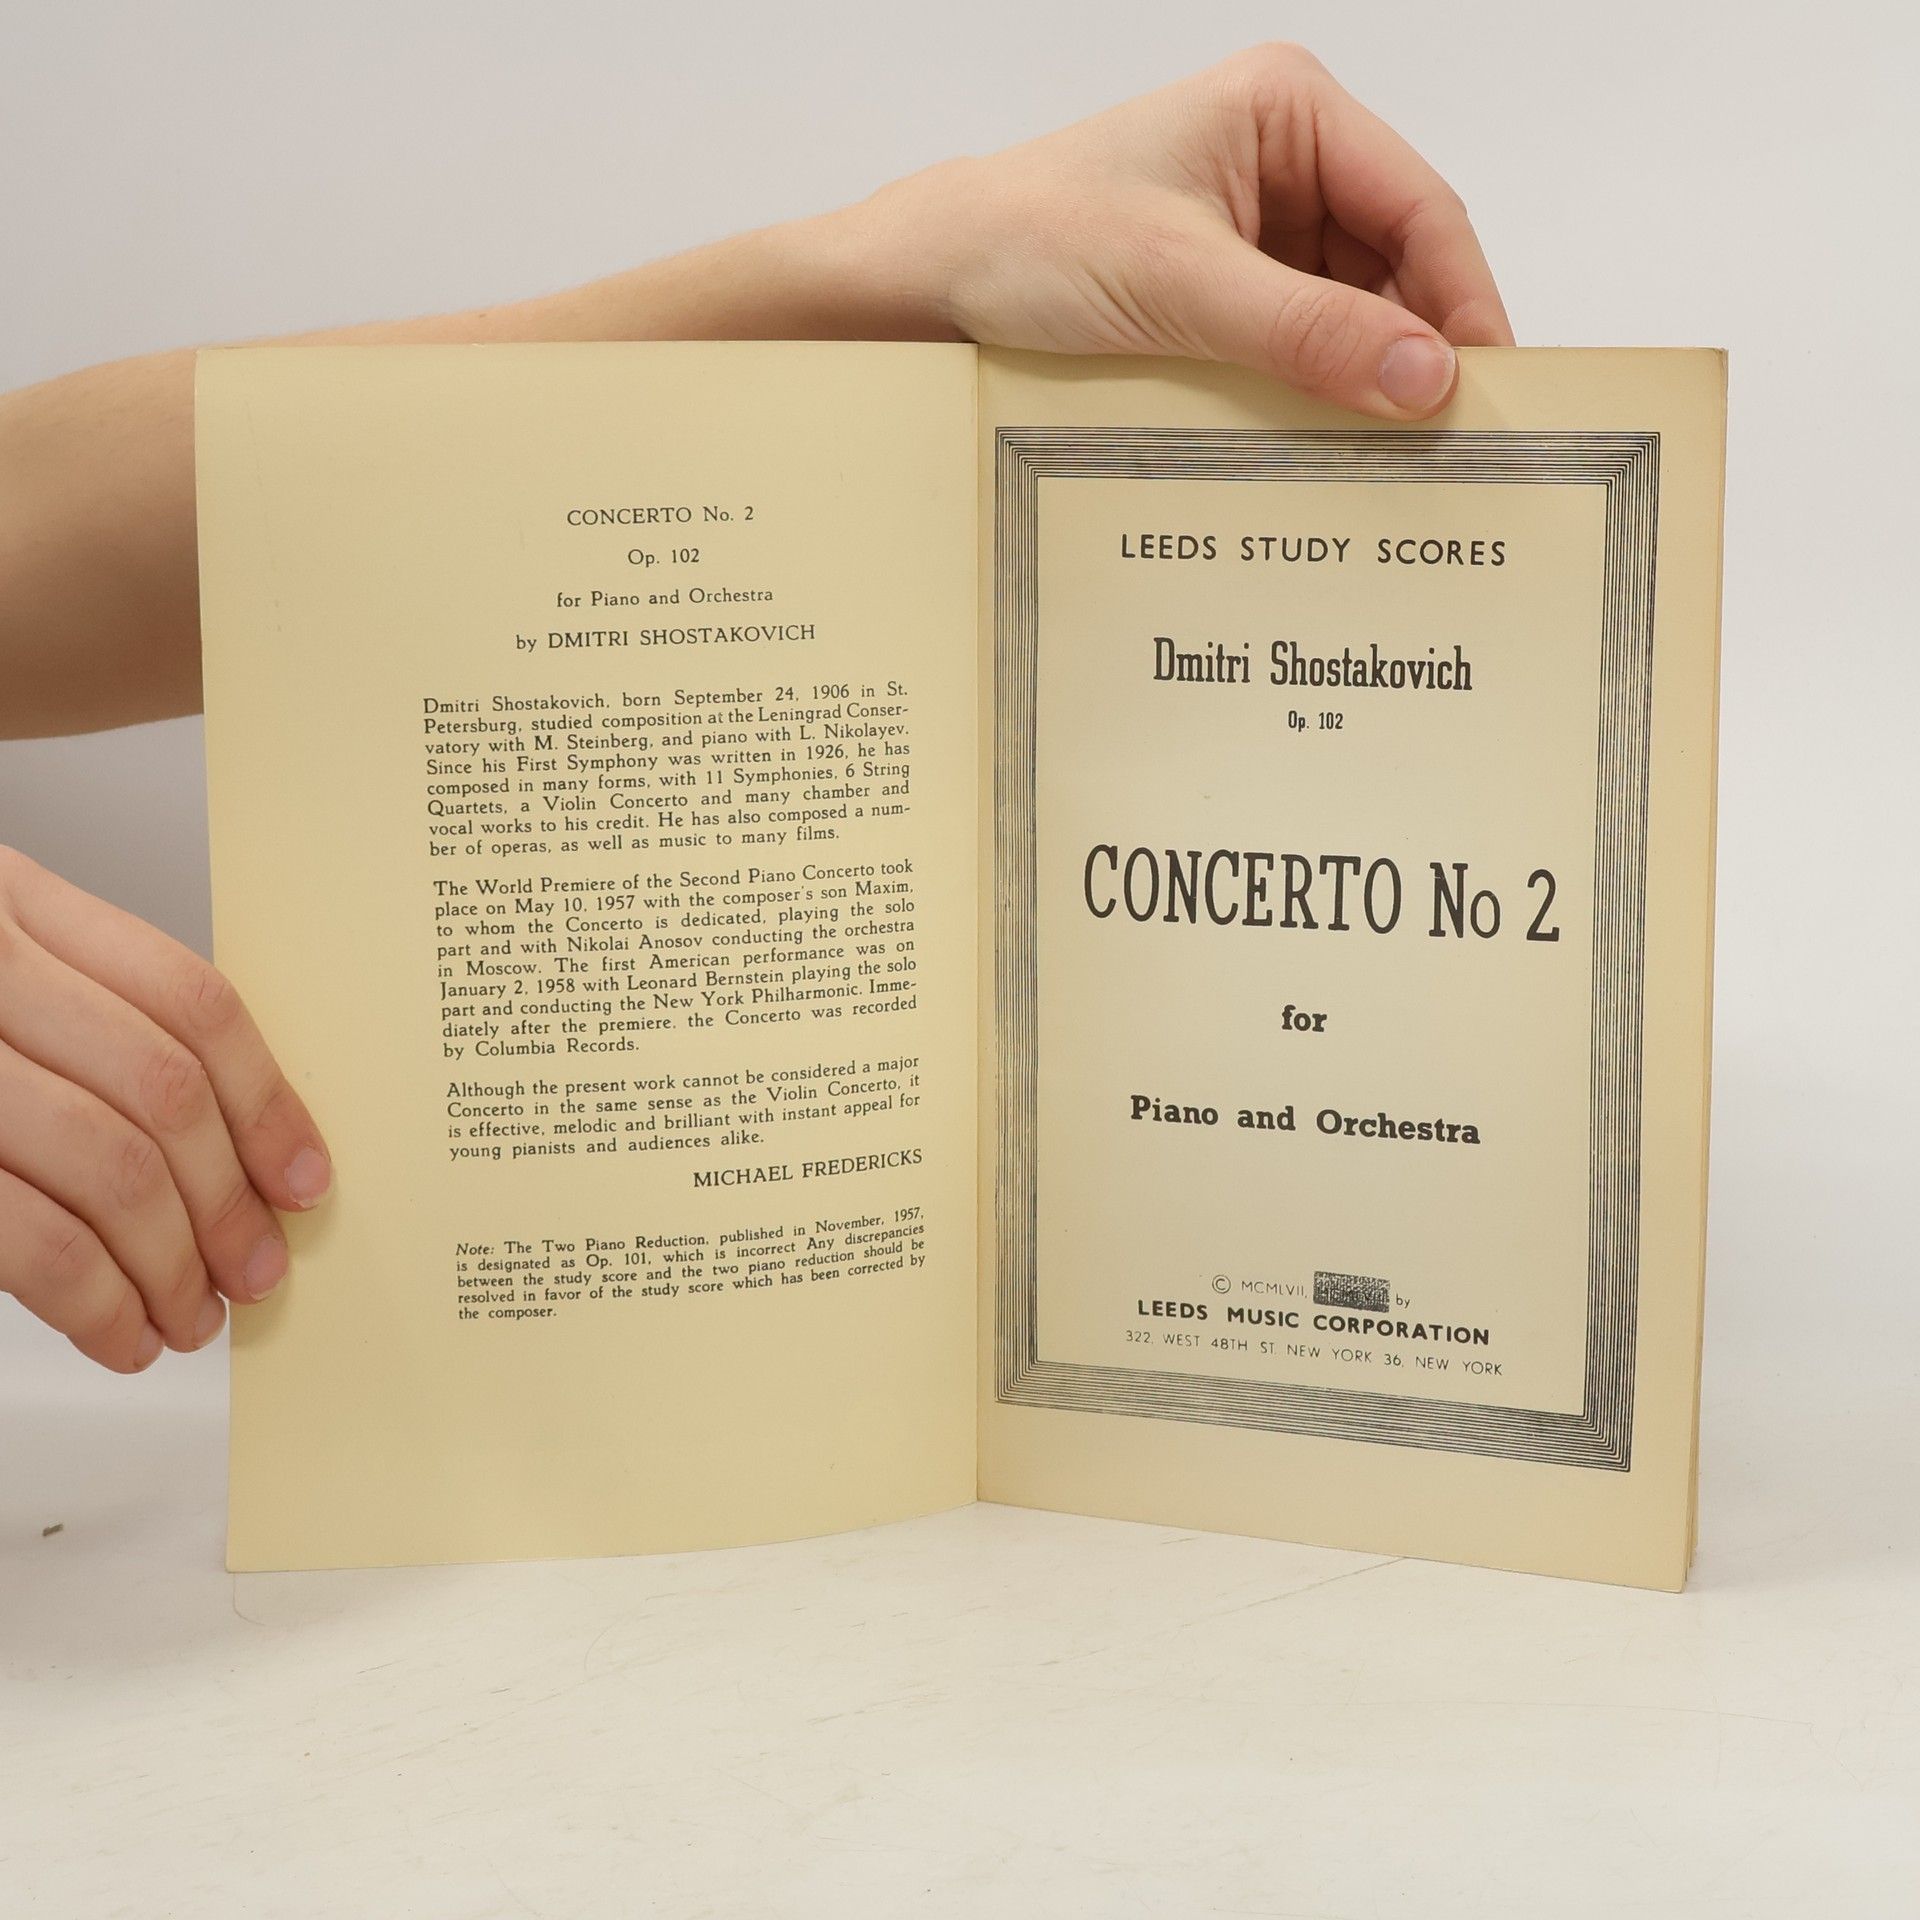 CONCERTO No. 2
Op. 102
for Piano and Orchestra
by DMITRI SHOSTAKOVICH
Dmitri Shostakovich, born September 24, 1906 in St.
Petersburg, studied composition at the Leningrad Conser-
vatory with M. Steinberg, and piano with L. Nikolayev.
Since his First Symphony was written in 1926, he has
composed in many forms, with 11 Symphonies, 6 String
Quartets, a Violin Concerto and many chamber and
vocal works to his credit. He has also composed a num-
ber of operas, as well as music to many films.
The World Premiere of the Second Piano Concerto took
place on May 10, 1957 with the composer's son Maxim,
to whom the Concerto is dedicated, playing the solo
part and with Nikolai Anosov conducting the orchestra
in Moscow. The first American performance was on
January 2, 1958 with Leonard Bernstein playing the solo
part and conducting the New York Philharmonic. Imme-
diately after the premiere, the Concerto was recorded
by Columbia Records.
Although the present work cannot be considered a major
Concerto in the same sense as the Violin Concerto, it
is effective, melodic and brilliant with instant appeal for
young pianists and audiences alike.
MICHAEL FREDERICKS
Note: The Two Piano Reduction, published in November, 1957,
is designated as Op. 101, which is incorrect Any discrepancies
between the study score and the two piano reduction should be
resolved in favor of the study score which has been corrected by
the composer.
LEEDS STUDY SCORES
Dmitri Shostakovich
Op. 102
CONCERTO No 2
for
Piano and Orchestra
© MCMLVII, by
LEEDS MUSIC CORPORATION
322, WEST 48TH ST. NEW YORK 36, NEW YORK